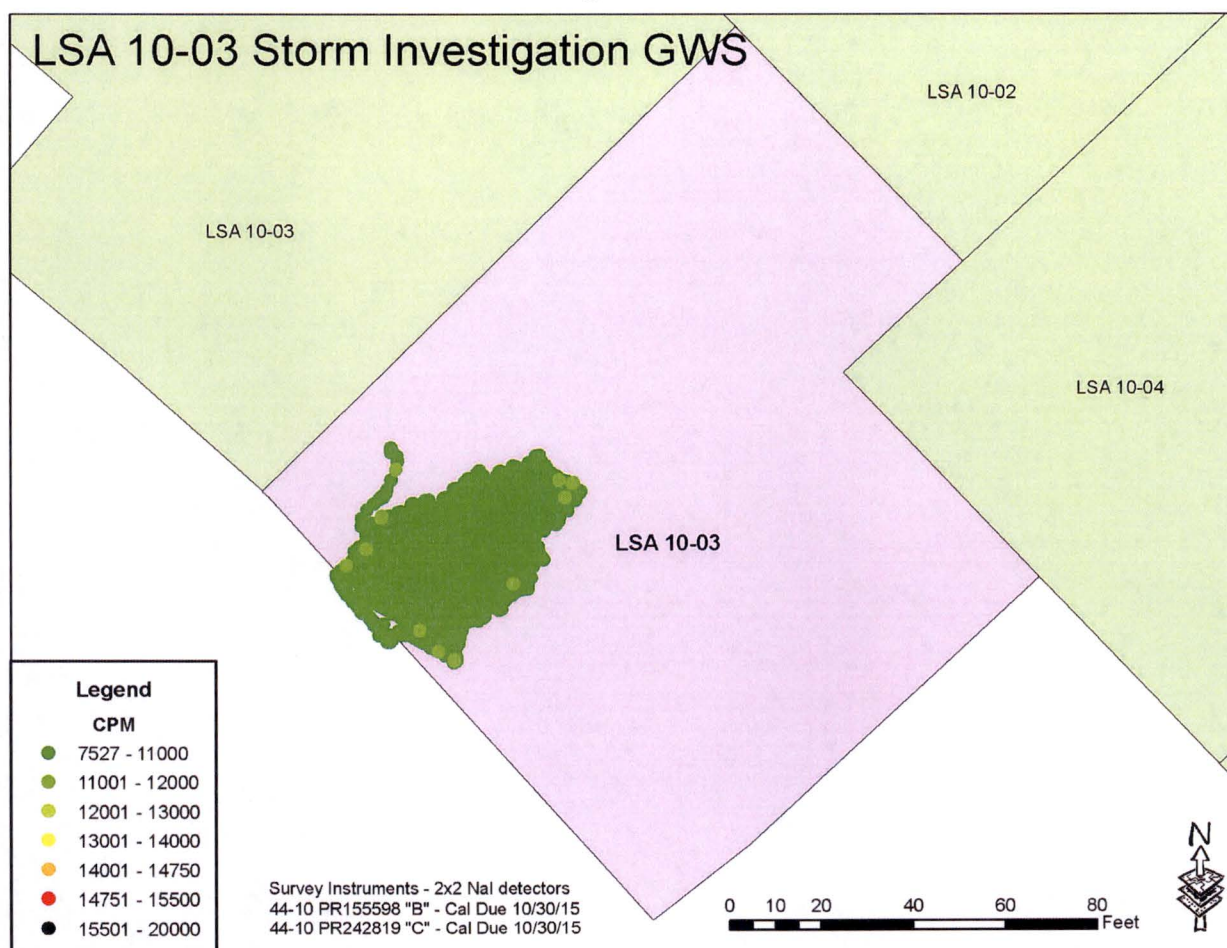 LSA 10-03 Storm Investigation GWS
LSA 10-02
LSA 10-03
LSA 10-04
LSA 10-03
Legend
CPM
7527 - 11000
11001 - 12000
12001 - 13000
13001 - 14000
14001 - 14750
14751 - 15500
15501 - 20000
Survey Instruments - 2x2 NaI detectors
44-10 PR155598 "B" - Cal Due 10/30/15
44-10 PR242819 "C" - Cal Due 10/30/15
N
0 10 20 40 60 80
Feet